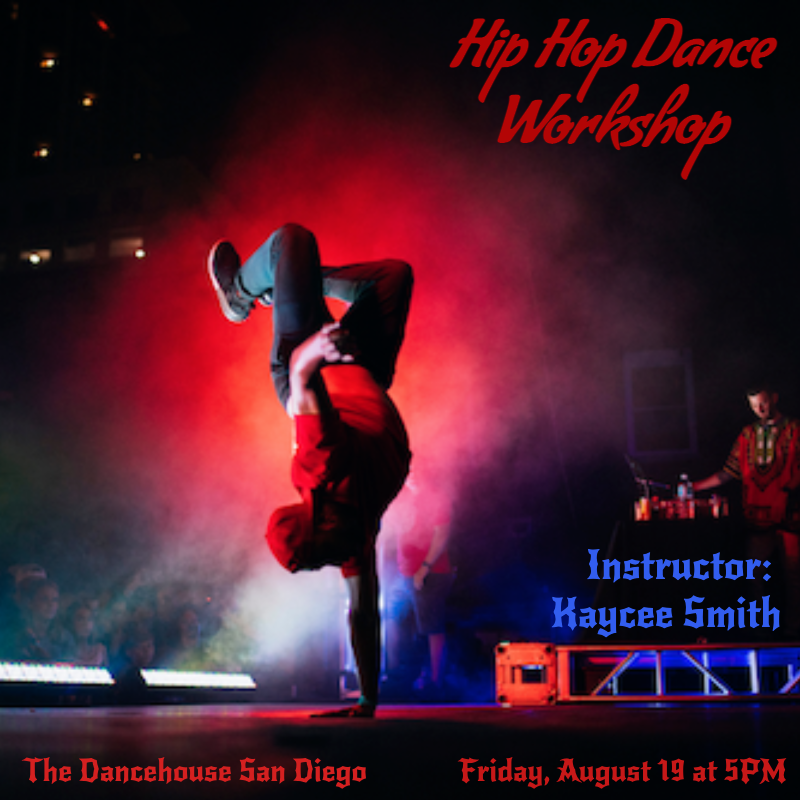 Hip Hop Dance
Workshop
Instructor:
Kaycee Smith
The Dancehouse San Diego
Friday, August 19 at 5PM